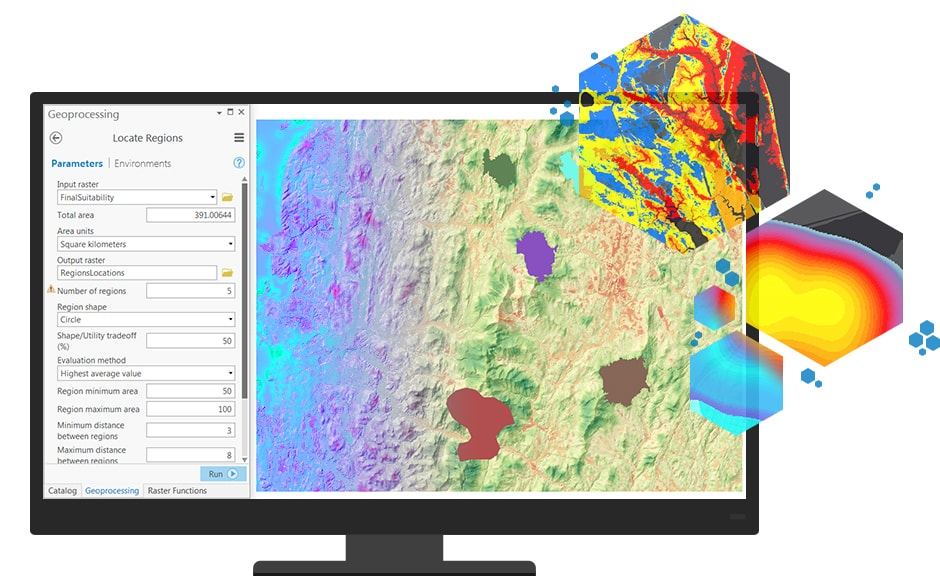 Geoprocessing
Locate Regions
Parameters | Environments
Input raster
FinalSuitability
Total area 391.00644
Area units
Square kilometers
Output raster
RegionsLocations
Number of regions 5
Region shape
Circle
Shape/Utility tradeoff
(%) 50
Evaluation method
Highest average value
Region minimum area 50
Region maximum area 100
Minimum distance
between regions 3
Maximum distance
between regions 8
Run
Catalog Geoprocessing Raster Functions